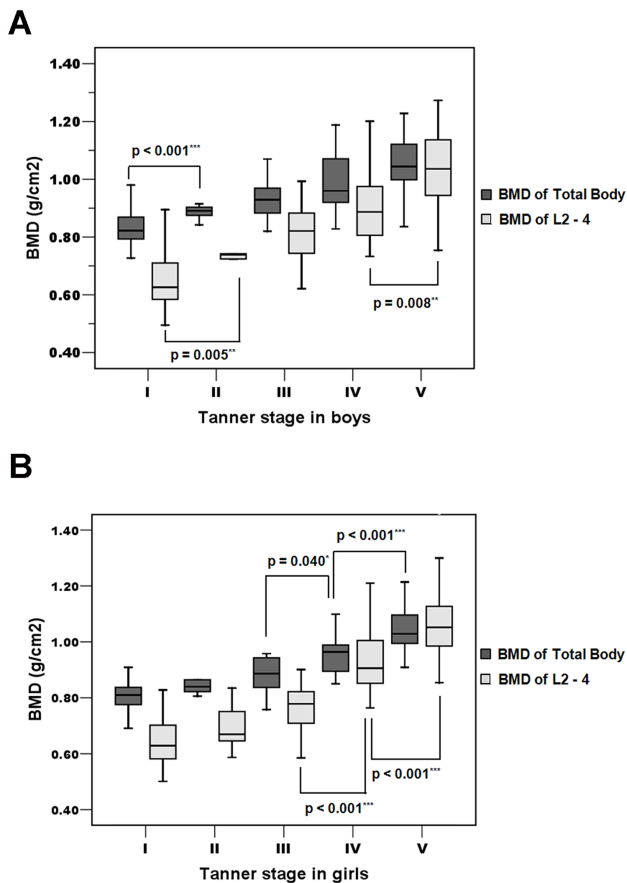 A
1.40
1.20
1.00
0.80
0.60
0.40
BMD (g/cm2)
p < 0.001***
p = 0.005**
p = 0.008**
BMD of Total Body
BMD of L2 - 4
I II III IV V
Tanner stage in boys
B
1.40
1.20
1.00
0.80
0.60
0.40
BMD (g/cm2)
p < 0.001***
p = 0.040*
p < 0.001***
p < 0.001***
BMD of Total Body
BMD of L2 - 4
I II III IV V
Tanner stage in girls